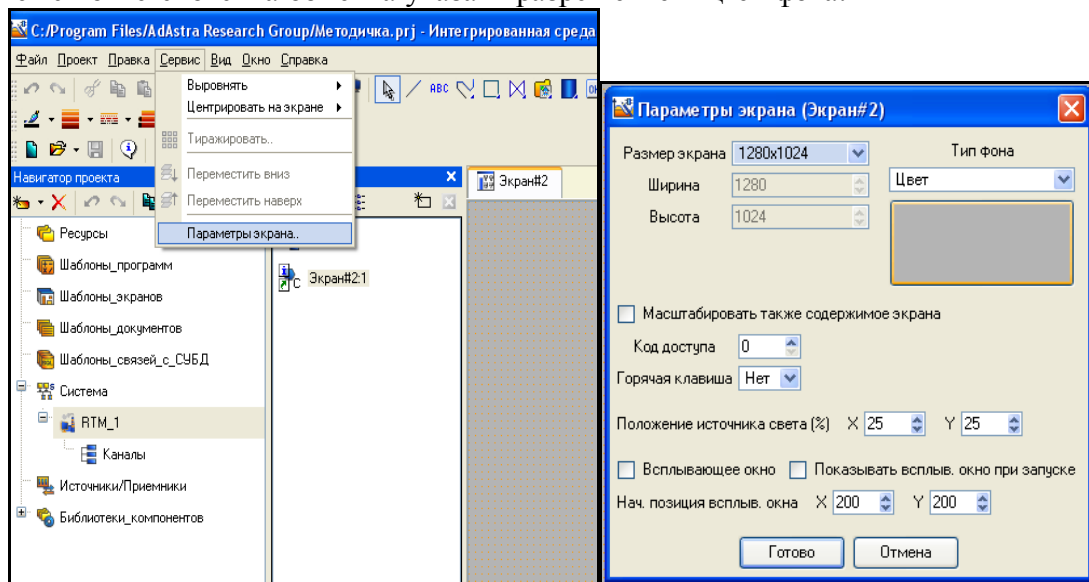 C:/Program Files/AdAstra Research Group/Методичка.prj - Интегрированная среда
Файл Проект Правка Сервис Вид Окно Справка
Выровнять
Центрировать на экране
Тиражировать..
Переместить вниз
Переместить наверх
Параметры экрана..
ABC
Навигатор проекта
Ресурсы
Шаблоны_программ
Шаблоны_экранов
Шаблоны_документов
Шаблоны_связей_с_СУБД
Система
RTM_1
Каналы
Источники/Приемники
Библиотеки_компонентов
Экран#2:1
Экран#2
Параметры экрана (Экран#2)
Размер экрана 1280x1024 Тип фона
Ширина 1280 Цвет
Высота 1024
Масштабировать также содержимое экрана
Код доступа 0
Горячая клавиша Нет
Положение источника света (%) X 25 Y 25
Всплывающее окно Показывать всплыв. окно при запуске
Нач. позиция всплыв. окна X 200 Y 200
Готово Отмена